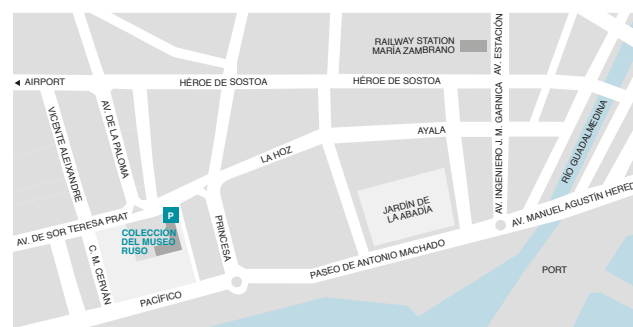 RAILWAY STATION
MARÍA ZAMBRANO
AV. ESTACIÓN
AIRPORT
HÉROE DE SOSTOA
HÉROE DE SOSTOA
VICENTE ALEIXANDRE
AV. DE LA PALOMA
AV. INGENIERO J. M. GARNICA
RÍO GUADALMEDINA
AYALA
LA HOZ
JARDÍN DE
LA ABADÍA
P
AV. DE SOR TERESA PRAT
COLECCION
DEL MUSEO
RUSO
PRINCESA
AV. MANUEL AGUSTÍN HERED
C. M. CERVÁN
PASEO DE ANTONIO MACHADO
PORT
PACÍFICO